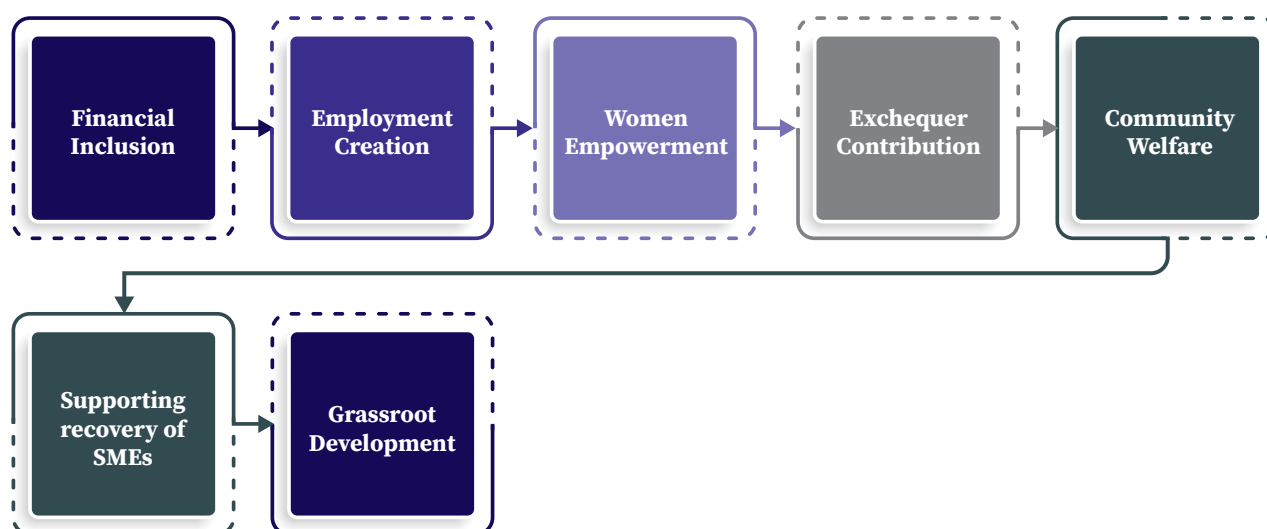 Financial
Inclusion
Employment
Creation
Women
Empowerment
Exchequer
Contribution
Community
Welfare
Supporting
recovery of
SMEs
Grassroot
Development